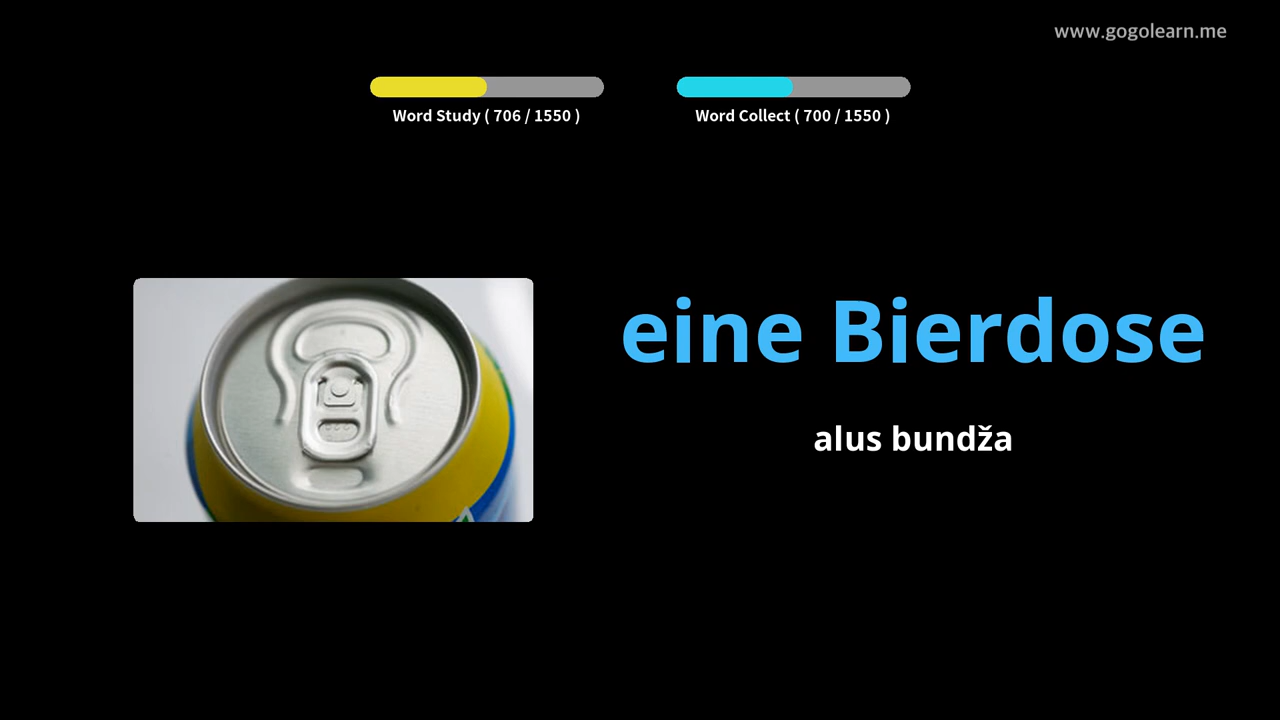 www.gogolearn.me
Word Study ( 706 / 1550 )
Word Collect ( 700 / 1550 )
eine Bierdose
alus bundža